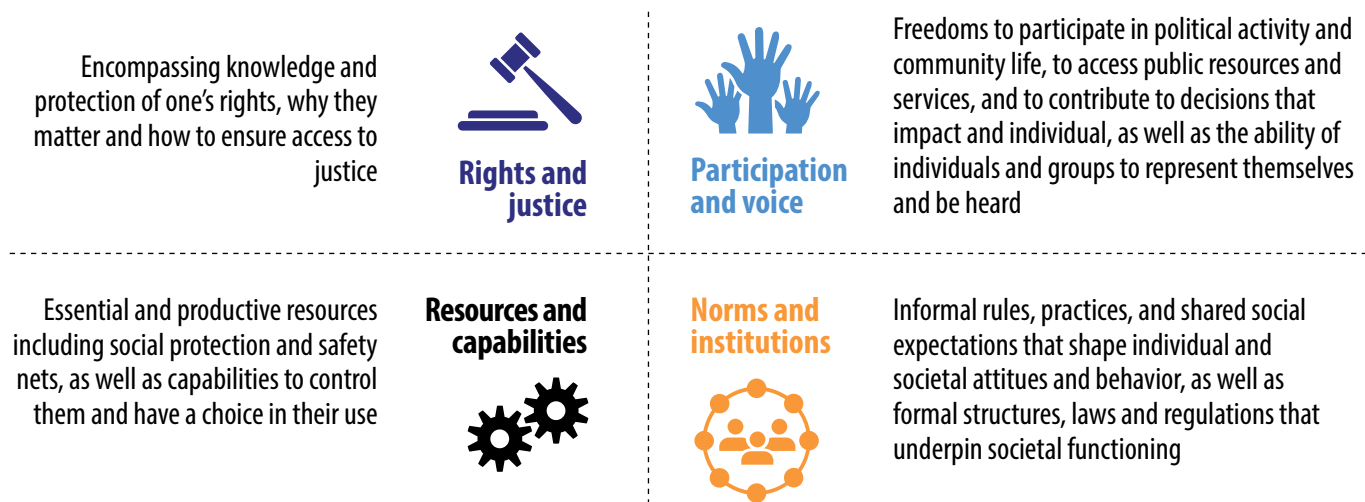 Encompassing knowledge and
protection of one’s rights, why they
matter and how to ensure access to
justice
Rights and
justice
Participation
and voice
Freedoms to participate in political activity and
community life, to access public resources and
services, and to contribute to decisions that
impact and individual, as well as the ability of
individuals and groups to represent themselves
and be heard
Essential and productive resources
including social protection and safety
nets, as well as capabilities to control
them and have a choice in their use
Resources and
capabilities
Norms and
institutions
Informal rules, practices, and shared social
expectations that shape individual and
societal attitues and behavior, as well as
formal structures, laws and regulations that
underpin societal functioning